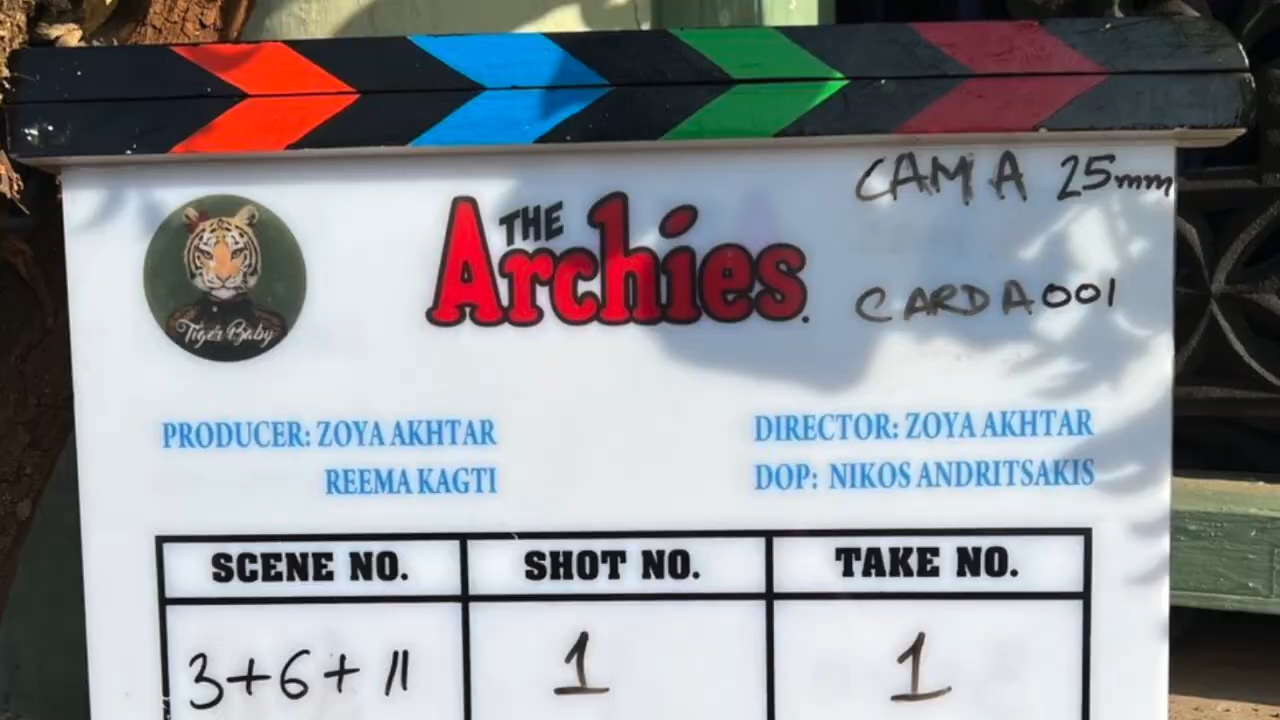 CAM A 25mm
THE
Archies.
CARD A001
Tiger Baby
PRODUCER: ZOYA AKHTAR
REEMA KAGTI
DIRECTOR: ZOYA AKHTAR
DOP: NIKOS ANDRITSAKIS
SCENE NO. SHOT NO. TAKE NO.
3+6+11 1 1